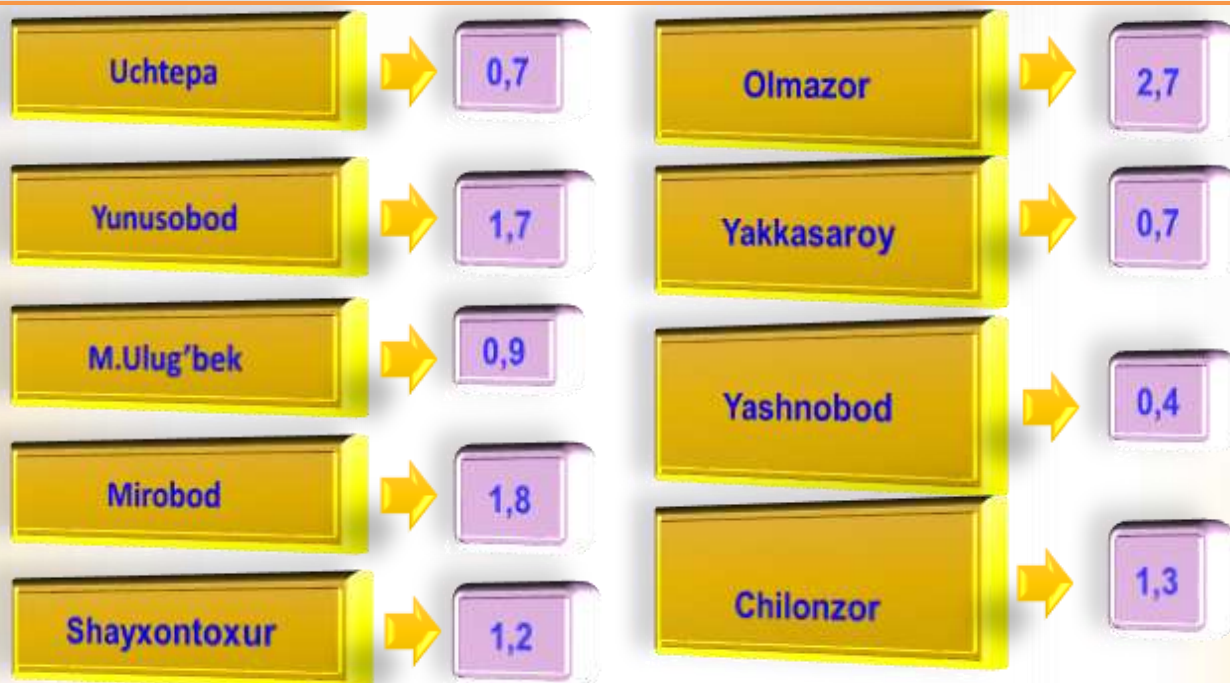 Uchtepa
0,7
Yunusobod
1,7
M.Ulug’bek
0,9
Mirobod
1,8
Shayxontoxur
1,2
Olmazor
2,7
Yakkasaroy
0,7
Yashnobod
0,4
Chilonzor
1,3